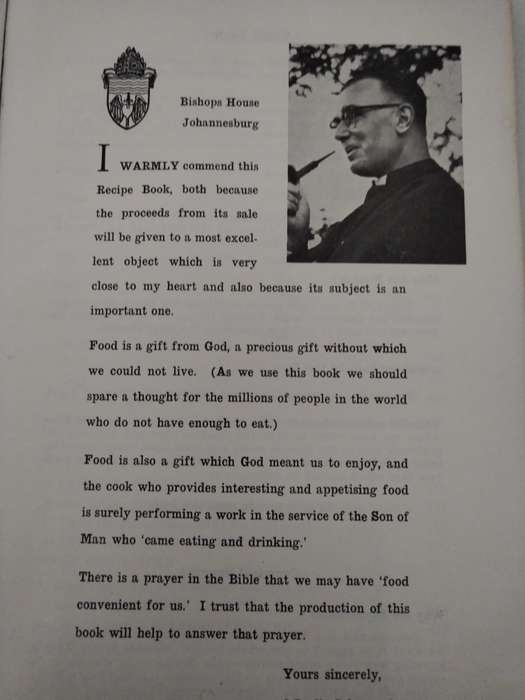 Bishops House
Johannesburg
I WARMLY commend this
Recipe Book, both because
the proceeds from its sale
will be given to a most excel-
lent object which is very
close to my heart and also because its subject is an
important one.
Food is a gift from God, a precious gift without which
we could not live. (As we use this book we should
spare a thought for the millions of people in the world
who do not have enough to eat.)
Food is also a gift which God meant us to enjoy, and
the cook who provides interesting and appetising food
is surely performing a work in the service of the Son of
Man who 'came eating and drinking.'
There is a prayer in the Bible that we may have 'food
convenient for us.' I trust that the production of this
book will help to answer that prayer.
Yours sincerely,